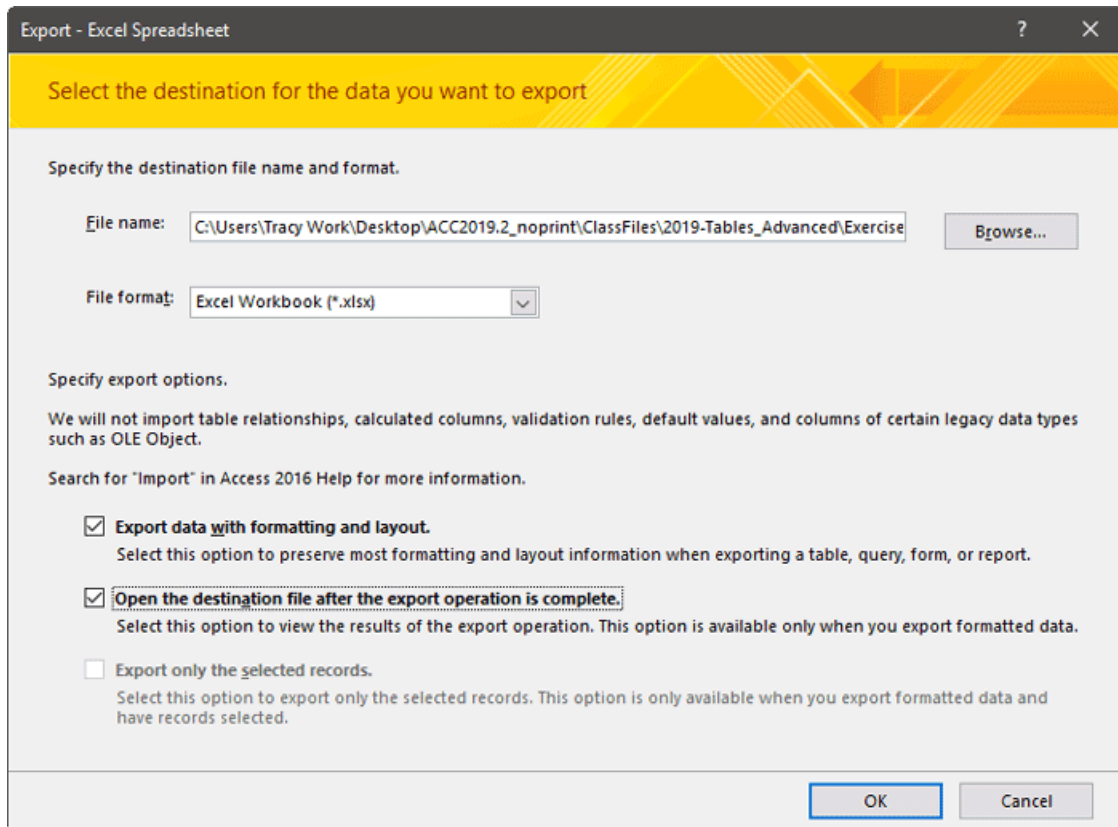 Export - Excel Spreadsheet
Select the destination for the data you want to export
Specify the destination file name and format.
File name: C:\Users\Tracy Work\Desktop\ACC2019.2_noprint\ClassFiles\2019-Tables_Advanced\Exercise Browse...
File format: Excel Workbook (*.xlsx)
Specify export options.
We will not import table relationships, calculated columns, validation rules, default values, and columns of certain legacy data types
such as OLE Object.
Search for "Import" in Access 2016 Help for more information.
Export data with formatting and layout.
Select this option to preserve most formatting and layout information when exporting a table, query, form, or report.
Open the destination file after the export operation is complete.
Select this option to view the results of the export operation. This option is available only when you export formatted data.
Export only the selected records.
Select this option to export only the selected records. This option is only available when you export formatted data and
have records selected.
OK Cancel